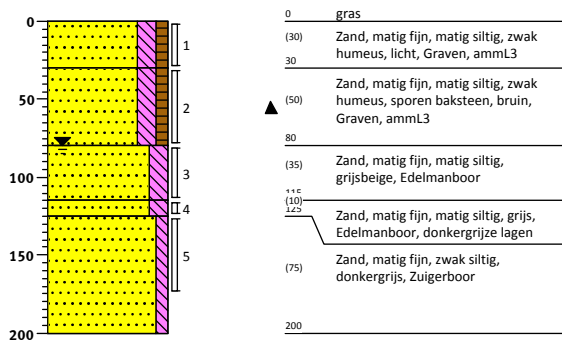 0
50
100
150
200
1
2
3
4
5
0 gras
(30) Zand, matig fijn, matig siltig, zwak
humeus, licht, Graven, ammL3
30
Zand, matig fijn, matig siltig, zwak
(50) humeus, sporen baksteen, bruin,
Graven, ammL3
80
(35) Zand, matig fijn, matig siltig,
grijsbeige, Edelmanboor
115
(10)
125 Zand, matig fijn, matig siltig, grijs,
Edelmanboor, donkergrijze lagen
(75) Zand, matig fijn, zwak siltig,
donkergrijs, Zuigerboor
200